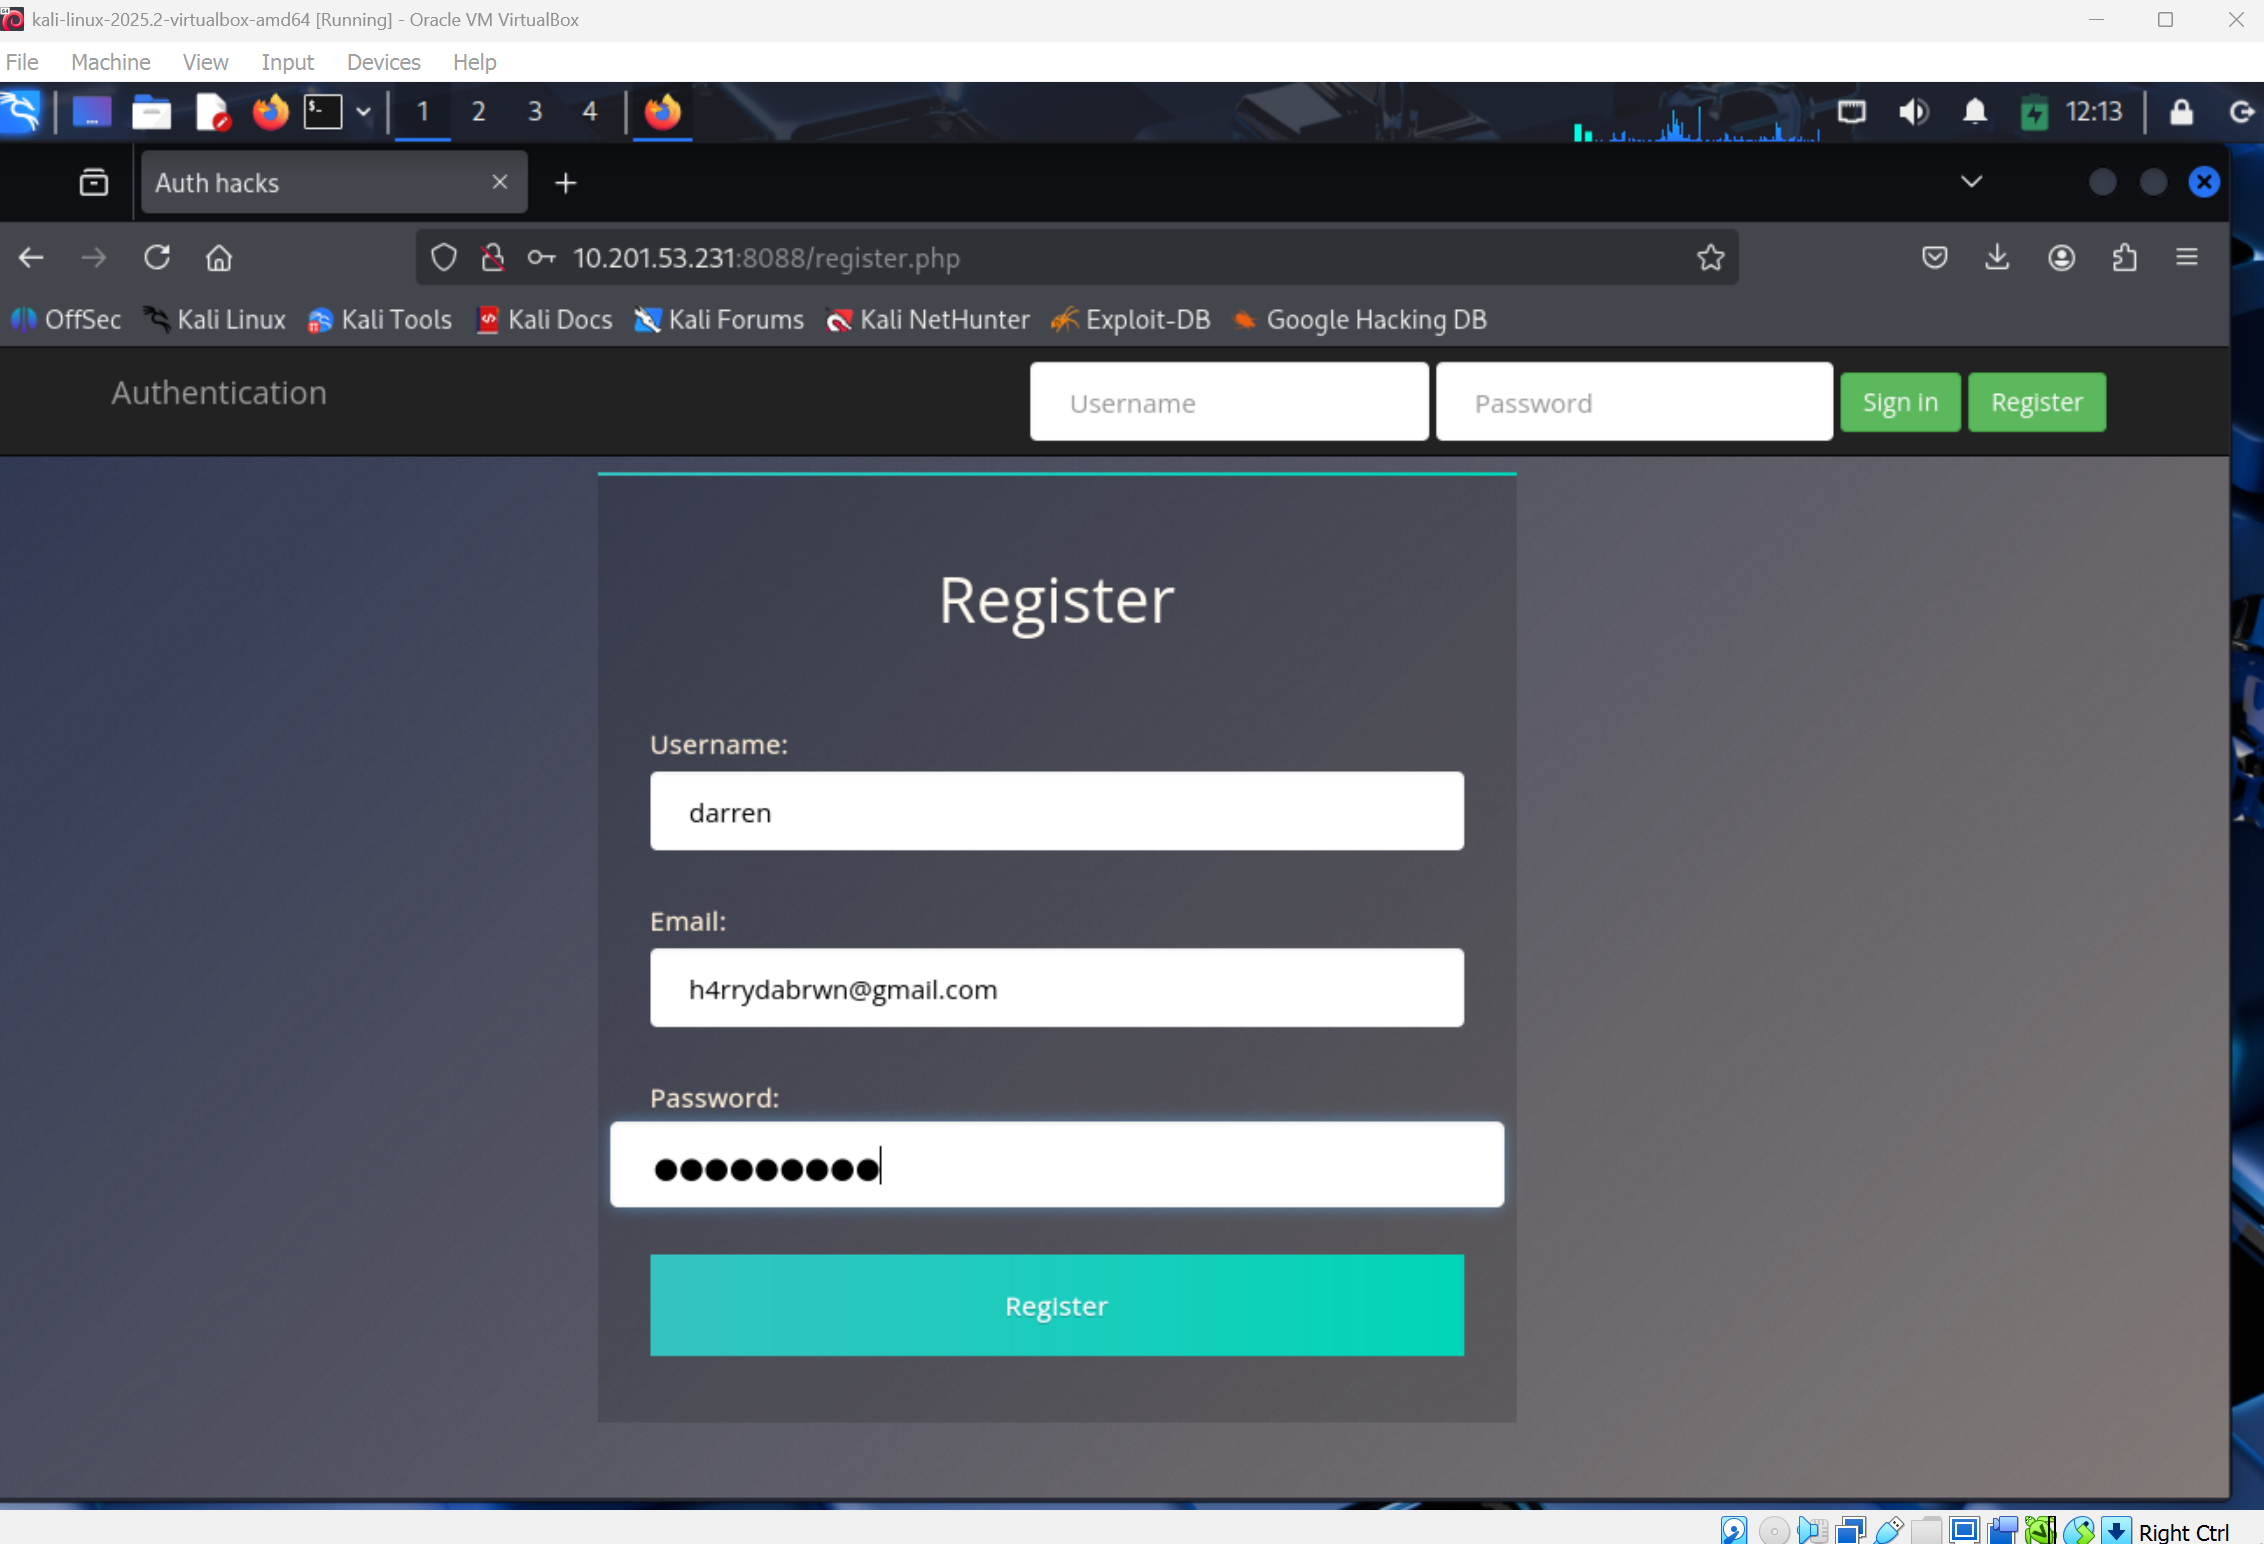 kali-linux-2025.2-virtualbox-amd64 [Running] - Oracle VM VirtualBox
File Machine View Input Devices Help
1 2 3 4 12:13
Auth hacks
10.201.53.231:8088/register.php
OffSec Kali Linux Kali Tools Kali Docs Kali Forums Kali NetHunter Exploit-DB Google Hacking DB
Authentication Username Password Sign in Register
Register
Username:
darren
Email:
h4rrydabrwn@gmail.com
Password:
●●●●●●●●●
Register
Right Ctrl